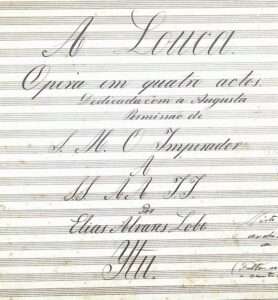 A Louca.
Opera em quatro actos.
Dedicada com a Augusta
Permissão de
S. M. O Imperador
A
SS AA II
Por
Elias Alvares Lobo
Ytu.